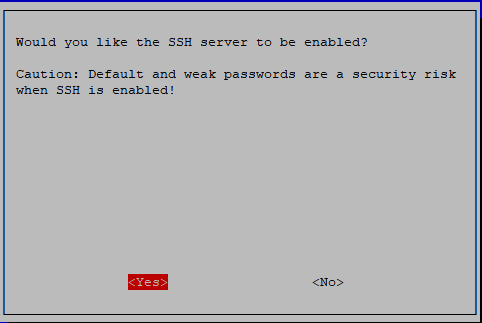 Would you like the SSH server to be enabled?
Caution: Default and weak passwords are a security risk
when SSH is enabled!
<Yes> <No>